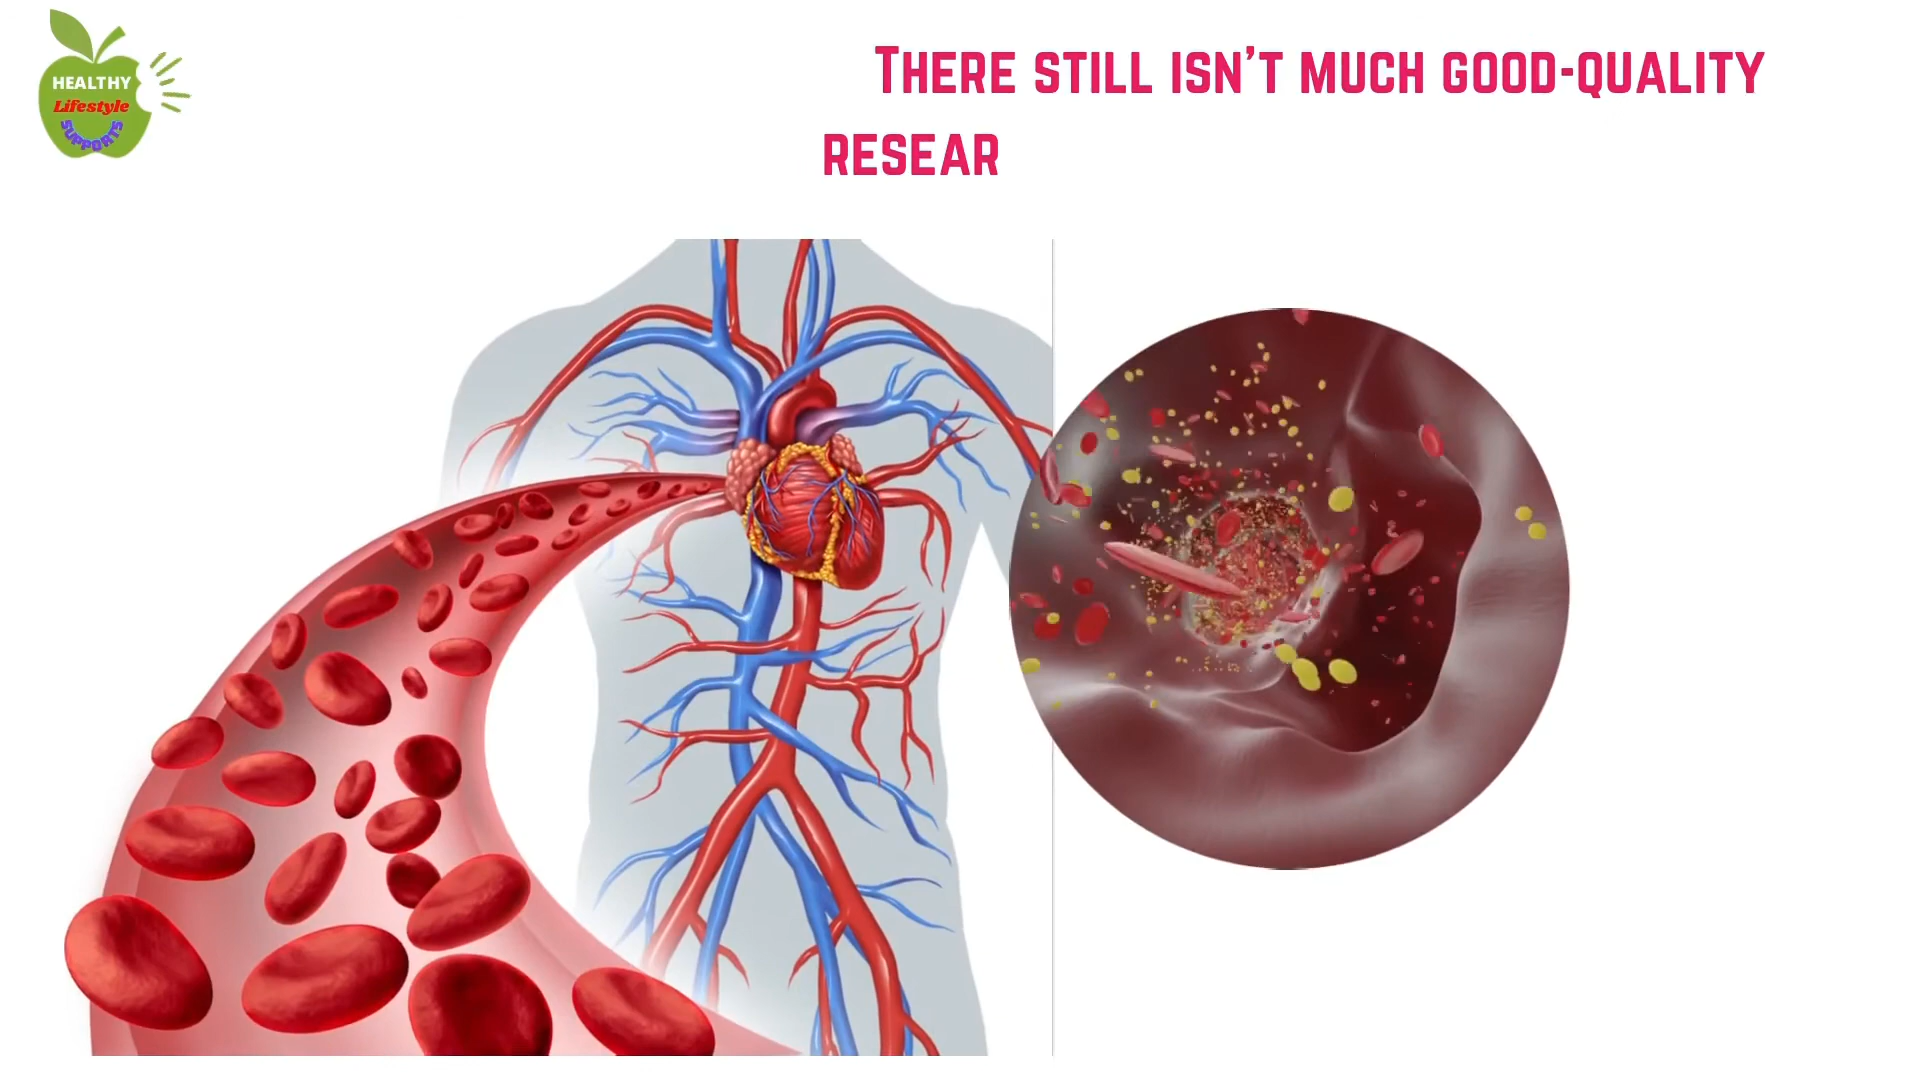 HEALTHY
Lifestyle
SUPPORTS
There still isn't much good-quality
resear